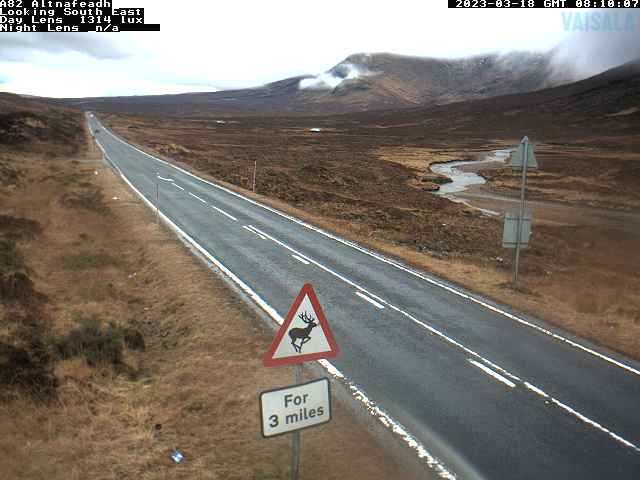 A82 Altnafeadh
2023-03-18 GMT 08:10:07
Looking South East
Day Lens 1314 lux
Night Lens n/a
VAISALA
For
3 miles